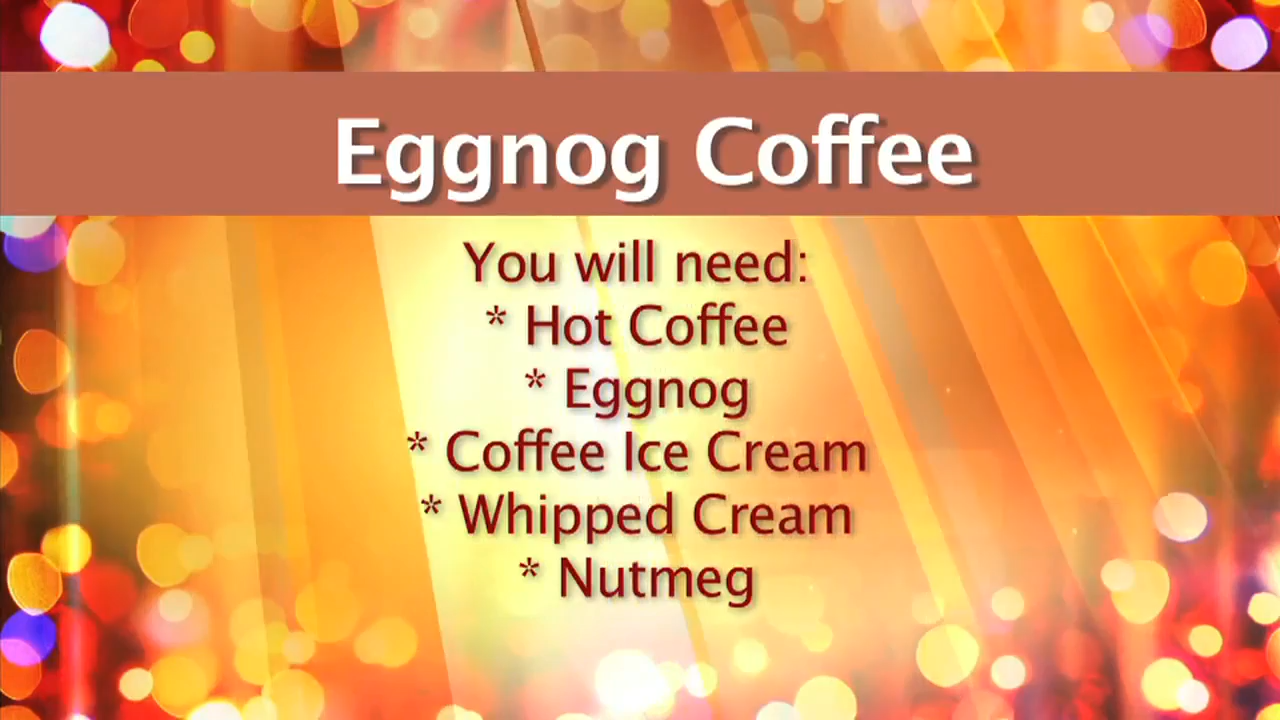 Eggnog Coffee
You will need:
* Hot Coffee
* Eggnog
* Coffee Ice Cream
* Whipped Cream
* Nutmeg